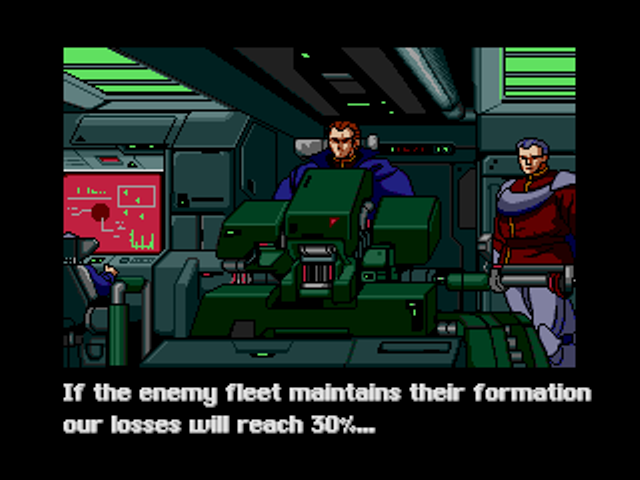 If the enemy fleet maintains their formation
our losses will reach 30%...